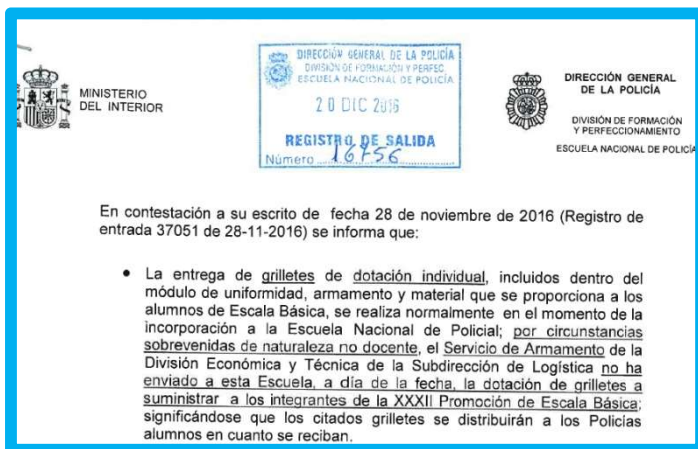 MINISTERIO
DEL INTERIOR
DIRECCIÓN GENERAL DE LA POLICÍA
DIVISIÓN DE FORMACIÓN Y PERFEC.
ESCUELA NACIONAL DE POLICÍA
20 DIC 2016
REGISTRO DE SALIDA
Número 16756
DIRECCIÓN GENERAL
DE LA POLICÍA
DIVISIÓN DE FORMACIÓN
Y PERFECCIONAMIENTO
ESCUELA NACIONAL DE POLICÍA
En contestación a su escrito de fecha 28 de noviembre de 2016 (Registro de
entrada 37051 de 28-11-2016) se informa que:
• La entrega de grilletes de dotación individual, incluidos dentro del
módulo de uniformidad, armamento y material que se proporciona a los
alumnos de Escala Básica, se realiza normalmente en el momento de la
incorporación a la Escuela Nacional de Policial; por circunstancias
sobrevenidas de naturaleza no docente, el Servicio de Armamento de la
División Económica y Técnica de la Subdirección de Logística no ha
enviado a esta Escuela, a día de la fecha, la dotación de grilletes a
suministrar a los integrantes de la XXXII Promoción de Escala Básica;
significándose que los citados grilletes se distribuirán a los Policías
alumnos en cuanto se reciban.